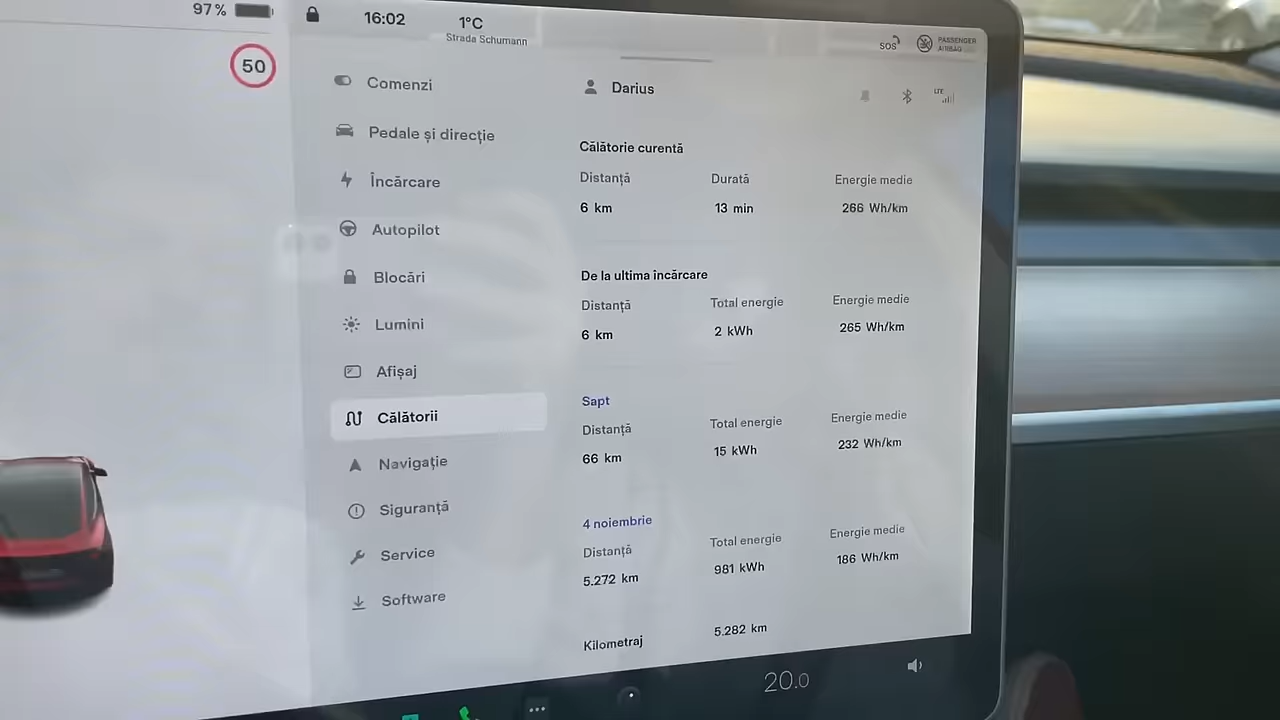 97%
16:02
1°C
Strada Schumann
SOS
PASSENGER
AIRBAG
50
Comenzi
Pedale și direcție
Încărcare
Autopilot
Blocări
Lumini
Afișaj
Călătorii
Navigație
Siguranță
Service
Software
Darius
LTE
Călătorie curentă
Distanță Durată Energie medie
6 km 13 min 266 Wh/km
De la ultima încărcare
Distanță Total energie Energie medie
6 km 2 kWh 265 Wh/km
Sapt
Distanță Total energie Energie medie
66 km 15 kWh 232 Wh/km
4 noiembrie
Distanță Total energie Energie medie
5.272 km 981 kWh 186 Wh/km
Kilometraj 5.282 km
20.0